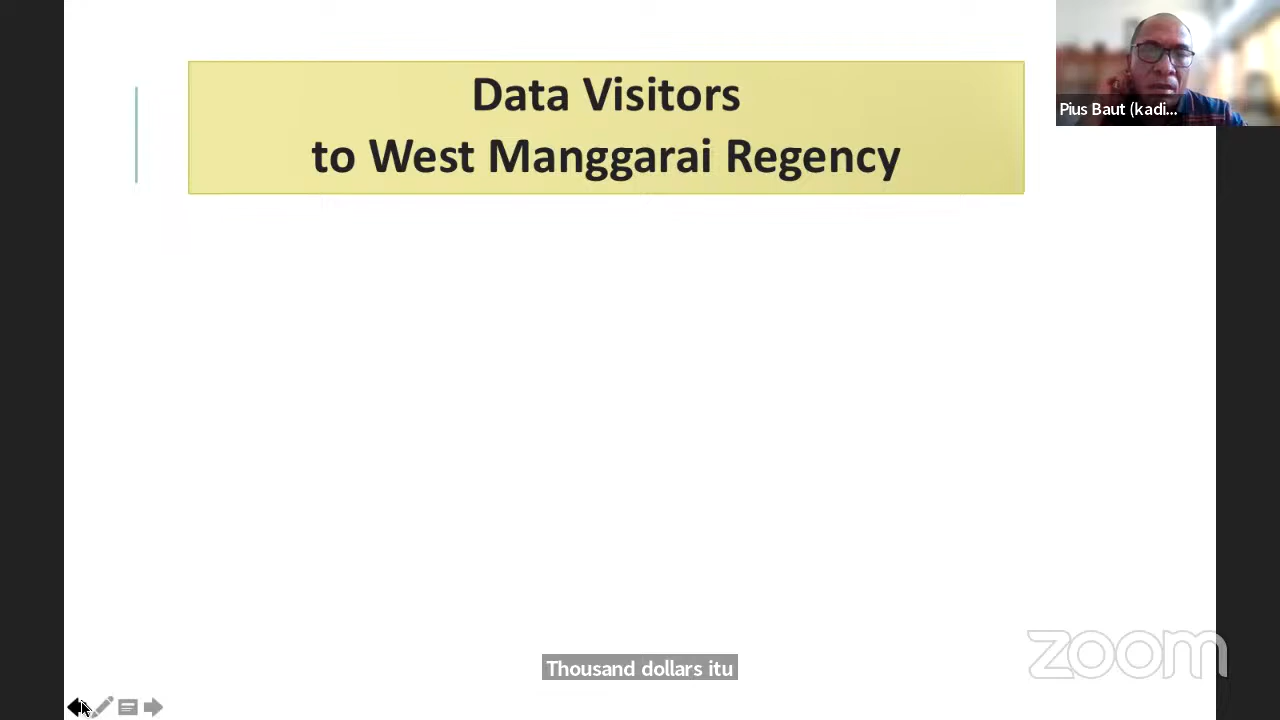 Data Visitors
to West Manggarai Regency
Pius Baut (kadi...
Thousand dollars itu
zoom